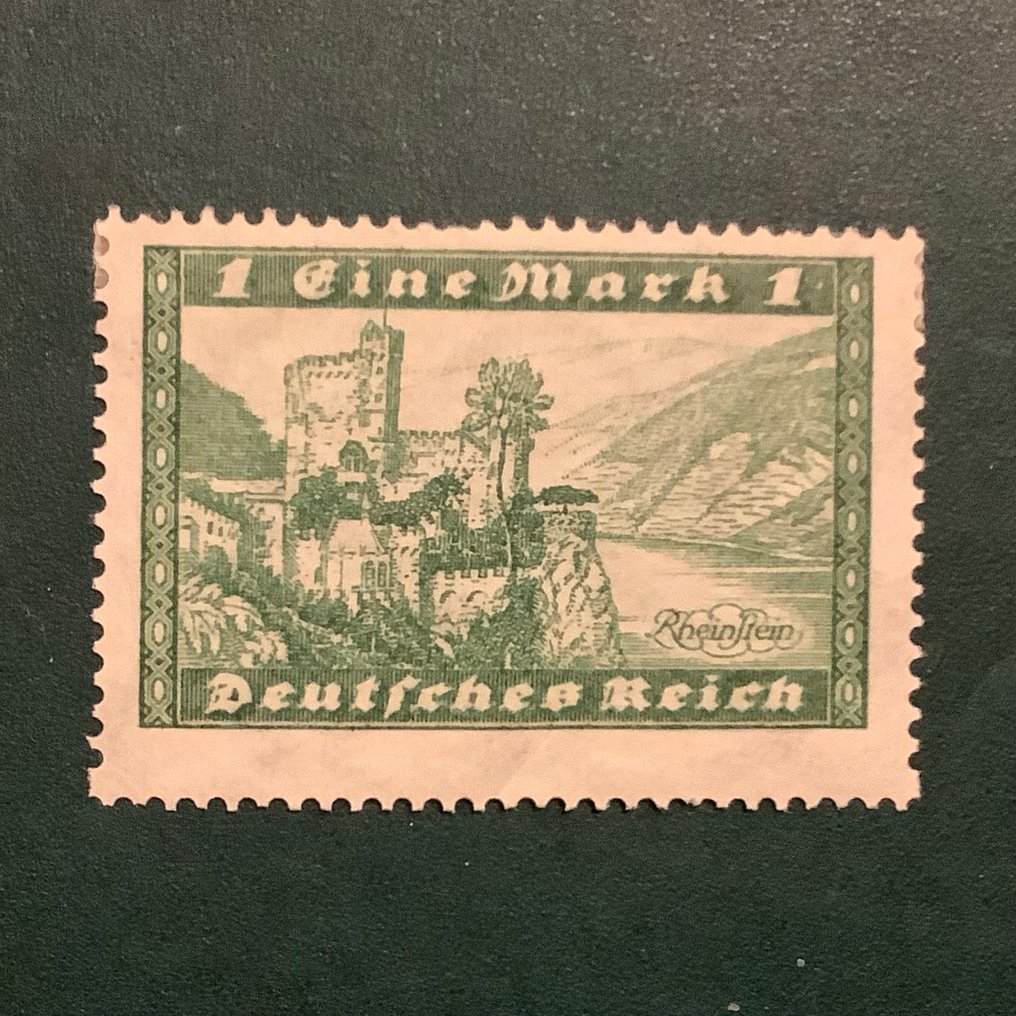 1 Eine Mark 1
Rheinſtein
Deutſches Reich